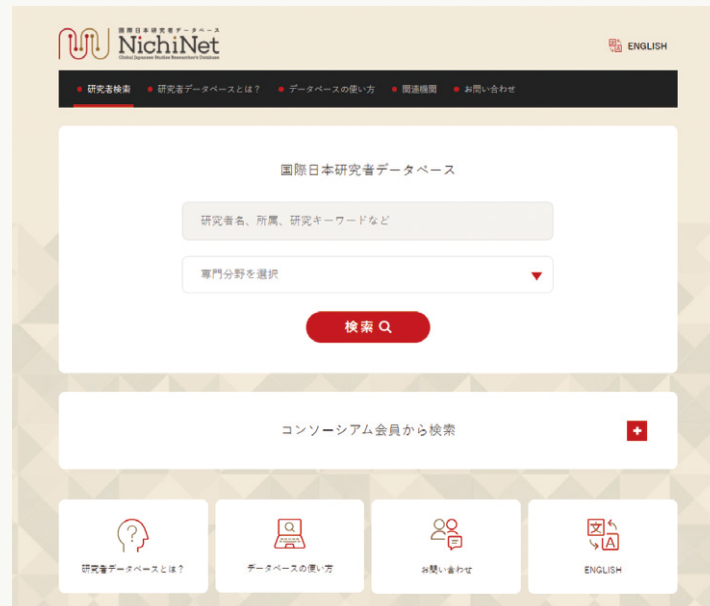 国際日本研究者データベース
NichiNet
Global Japanese Studies Researcher's Database
ENGLISH
研究者検索 研究者データベースとは? データベースの使い方 関連機関 お問い合わせ
国際日本研究者データベース
研究者名、所属、研究キーワードなど
専門分野を選択
検索
コンソーシアム会員から検索
研究者データベースとは?
データベースの使い方
お問い合わせ
文
A
ENGLISH